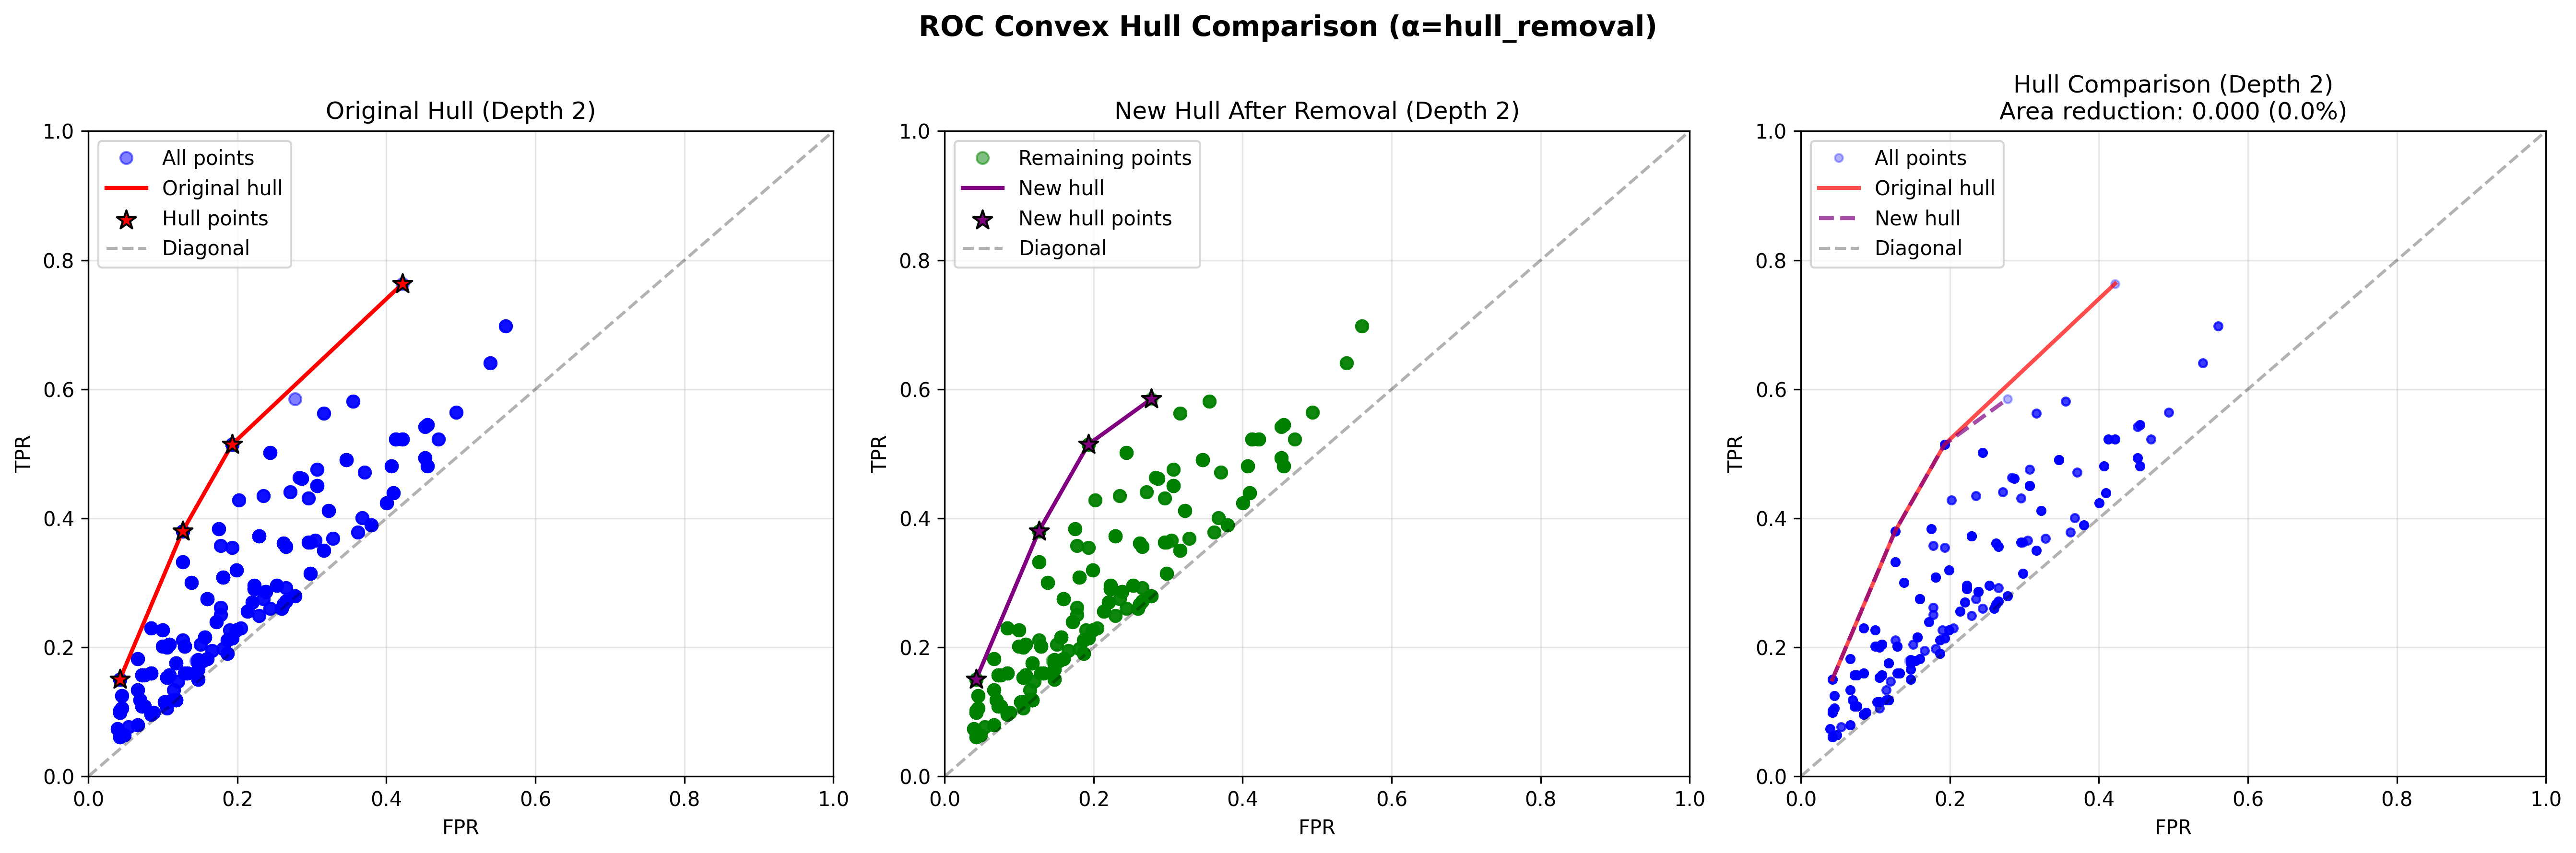 ROC Convex Hull Comparison (α=hull_removal)
Original Hull (Depth 2)
All points
Original hull
Hull points
Diagonal
1.0
0.8
0.6
0.4
0.2
0.0
TPR
0.0 0.2 0.4 0.6 0.8 1.0
FPR
New Hull After Removal (Depth 2)
Remaining points
New hull
New hull points
Diagonal
1.0
0.8
0.6
0.4
0.2
0.0
TPR
0.0 0.2 0.4 0.6 0.8 1.0
FPR
Hull Comparison (Depth 2)
Area reduction: 0.000 (0.0%)
All points
Original hull
New hull
Diagonal
1.0
0.8
0.6
0.4
0.2
0.0
TPR
0.0 0.2 0.4 0.6 0.8 1.0
FPR